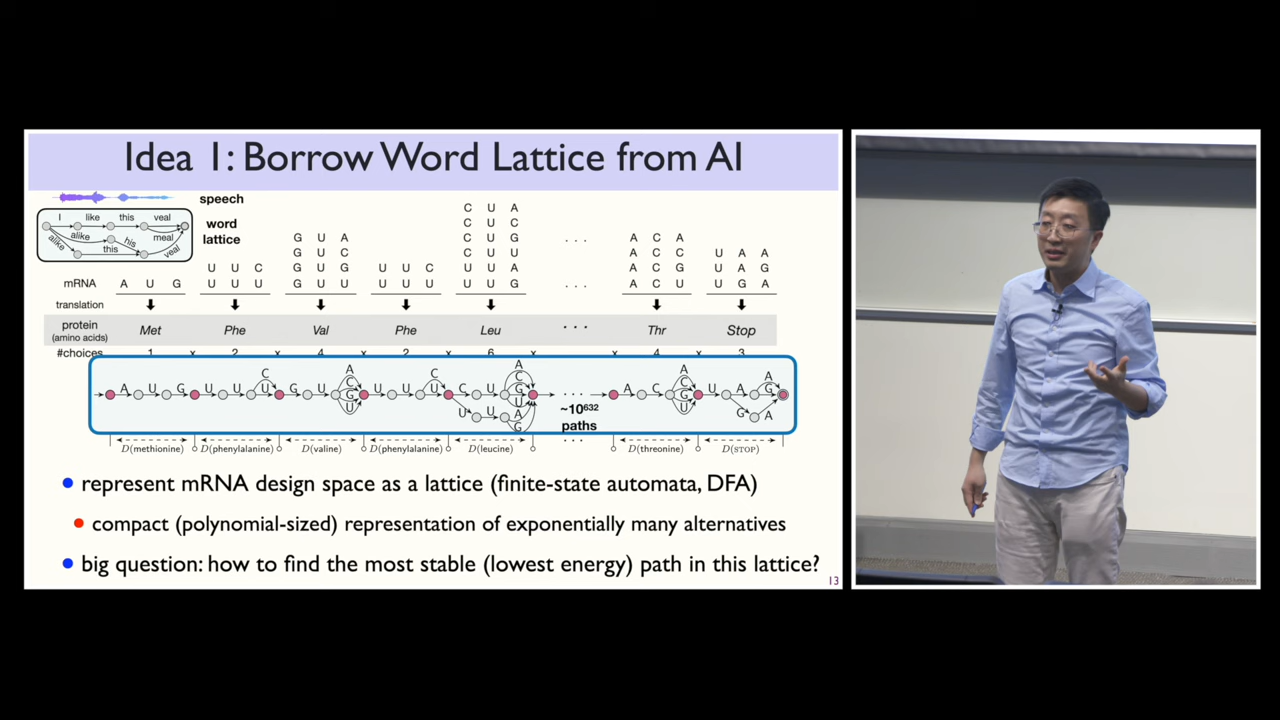 Idea 1: Borrow Word Lattice from AI
speech
word
lattice
I like this veal
alike his meal
alike this veal
C U A
C U C
G U A C U G A C A
G U C C U U . . . A C C U A A
U U C G U G U U C U U A A C G U A G
mRNA A U G U U U G U U U U U U U G . . . A C U U G A
translation
protein
(amino acids) Met Phe Val Phe Leu . . . Thr Stop
#choices 1 x 2 x 4 x 2 x 6 x x 4 x 3
C A C A A A
C C C
A U G U U U G U G U U U C U G A C G U A G
U U U
U U A G A
G
. . .
~10⁶³² paths
D(methionine) D(phenylalanine) D(valine) D(phenylalanine) D(leucine) . . . D(threonine) D(STOP)
represent mRNA design space as a lattice (finite-state automata, DFA)
compact (polynomial-sized) representation of exponentially many alternatives
big question: how to find the most stable (lowest energy) path in this lattice?
13